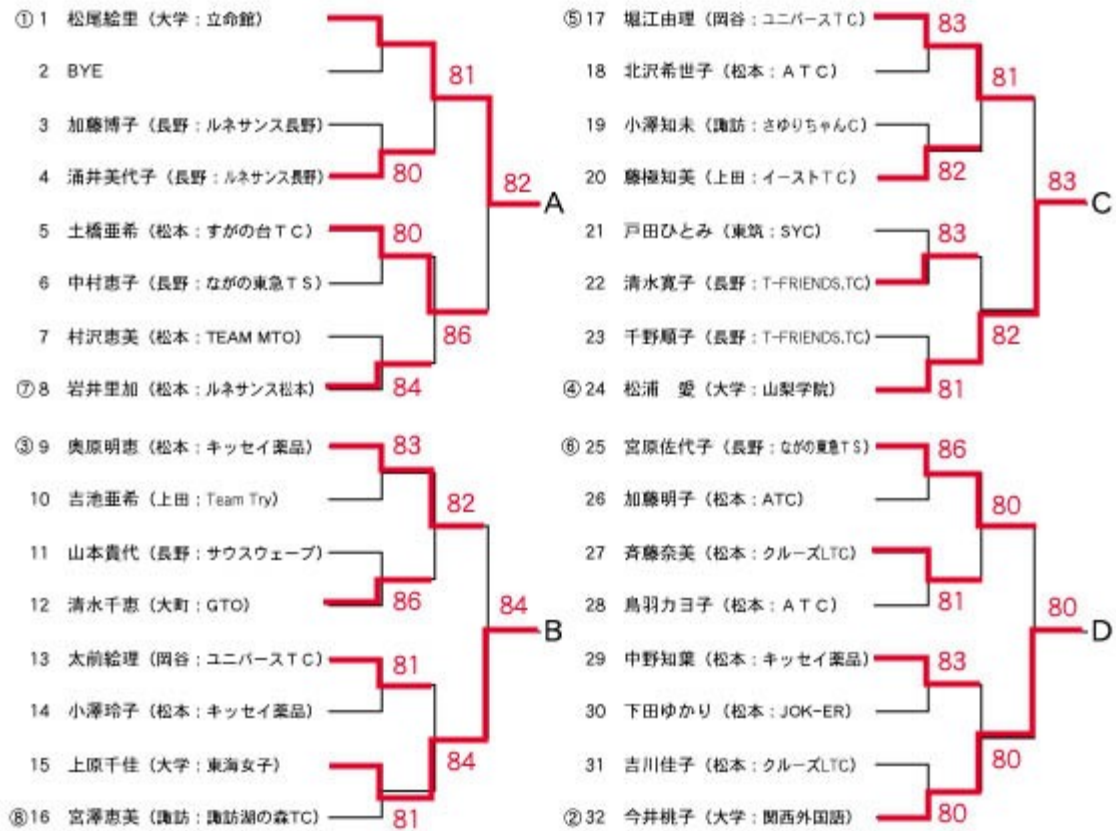 ① 1 松尾絵里 (大学:立命館)
2 BYE
81
3 加藤博子 (長野:ルネサンス長野)
4 涌井美代子 (長野:ルネサンス長野)
80
82
A
5 土橋亜希 (松本:すがの台TC)
80
6 中村恵子 (長野:ながの東急TS)
7 村沢恵美 (松本:TEAM MTO)
86
⑦ 8 岩井里加 (松本:ルネサンス松本)
84
③ 9 奥原明恵 (松本:キッセイ薬品)
83
10 吉池亜希 (上田:Team Try)
82
11 山本貴代 (長野:サウスウェーブ)
12 清水千恵 (大町:GTO)
86
84
B
13 太前絵理 (岡谷:ユニバースTC)
81
14 小澤玲子 (松本:キッセイ薬品)
15 上原千佳 (大学:東海女子)
84
⑧ 16 宮澤恵美 (諏訪:諏訪湖の森TC)
81
⑤ 17 堀江由理 (岡谷:ユニバースTC)
83
18 北沢希世子 (松本:ATC)
81
19 小澤知未 (諏訪:さゆりちゃんC)
20 藤極知美 (上田:イーストTC)
82
83
C
21 戸田ひとみ (東筑:SYC)
83
22 清水寛子 (長野:T-FRIENDS.TC)
23 千野順子 (長野:T-FRIENDS.TC)
82
④ 24 松浦 愛 (大学:山梨学院)
81
⑥ 25 宮原佐代子 (長野:ながの東急TS)
86
26 加藤明子 (松本:ATC)
80
27 斉藤奈美 (松本:クルーズLTC)
28 鳥羽カヨ子 (松本:ATC)
81
80
D
29 中野知葉 (松本:キッセイ薬品)
83
30 下田ゆかり (松本:JOK-ER)
31 吉川佳子 (松本:クルーズLTC)
80
② 32 今井桃子 (大学:関西外国語)
80